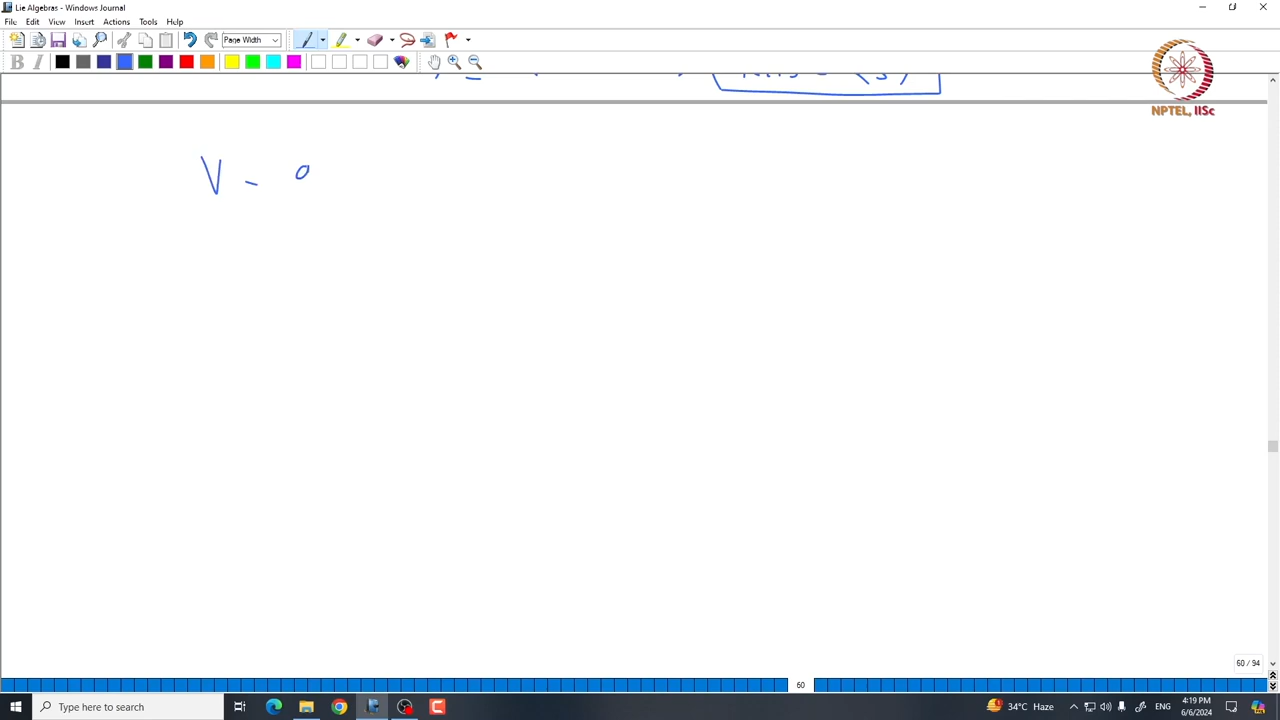 Lie Algebras - Windows Journal
File Edit View Insert Actions Tools Help
Page Width
B I
NPTEL, IISc
V -
60 / 94
60
Type here to search
34°C Haze
ENG
4:19 PM
6/6/2024